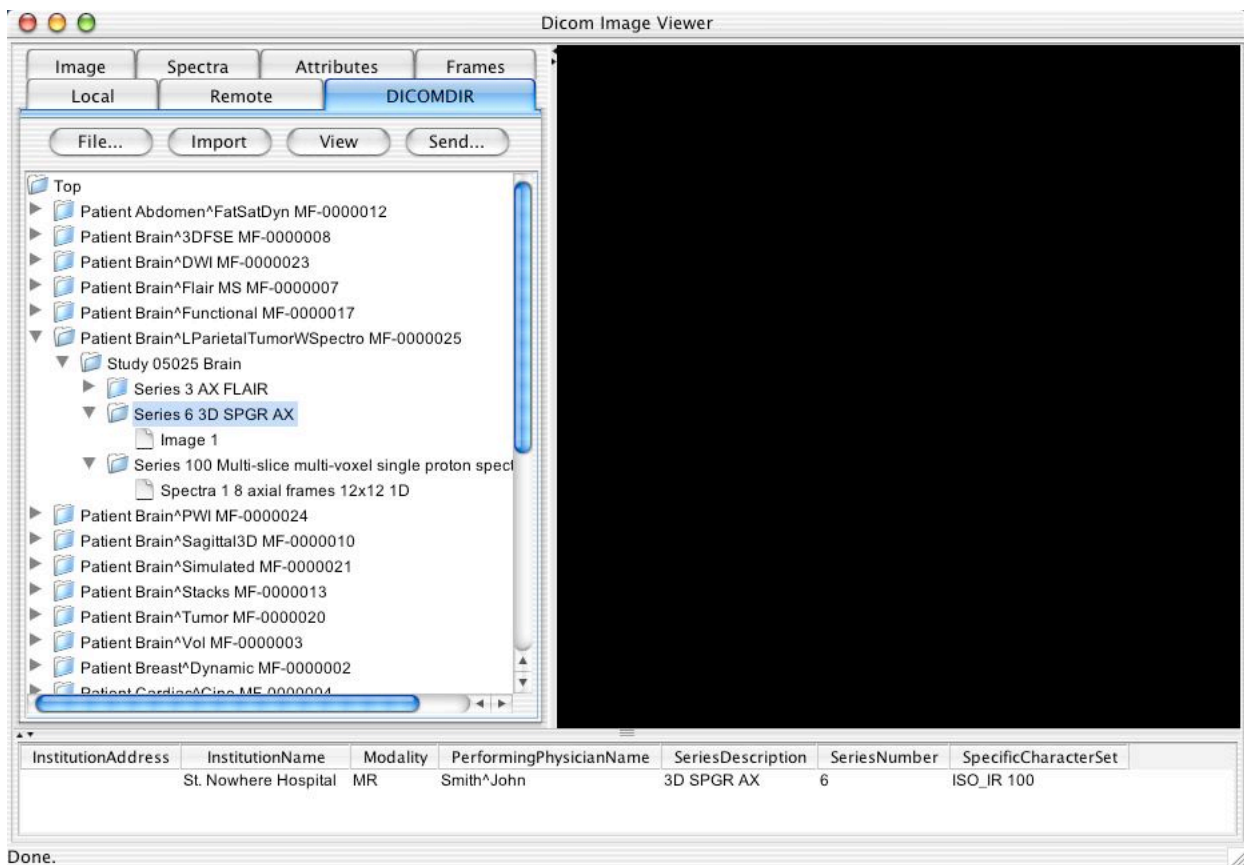 Dicom Image Viewer
Image Spectra Attributes Frames
Local Remote DICOMDIR
File... Import View Send...
Top
Patient Abdomen^FatSatDyn MF-0000012
Patient Brain^3DFSE MF-0000008
Patient Brain^DWI MF-0000023
Patient Brain^Flair MS MF-0000007
Patient Brain^Functional MF-0000017
Patient Brain^LParietalTumorWSpectro MF-0000025
Study 05025 Brain
Series 3 AX FLAIR
Series 6 3D SPGR AX
Image 1
Series 100 Multi-slice multi-voxel single proton spect
Spectra 1 8 axial frames 12x12 1D
Patient Brain^PWI MF-0000024
Patient Brain^Sagittal3D MF-0000010
Patient Brain^Simulated MF-0000021
Patient Brain^Stacks MF-0000013
Patient Brain^Tumor MF-0000020
Patient Brain^Vol MF-0000003
Patient Breast^Dynamic MF-0000002
Patient Cardiac^Cine MF-0000004
InstitutionAddress InstitutionName Modality PerformingPhysicianName SeriesDescription SeriesNumber SpecificCharacterSet
St. Nowhere Hospital MR Smith^John 3D SPGR AX 6 ISO_IR 100
Done.